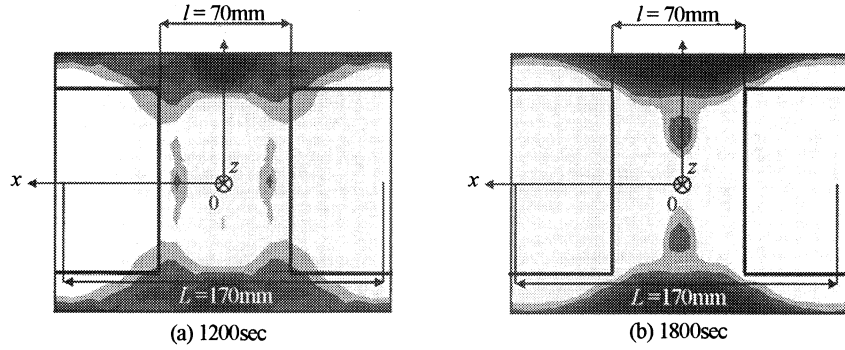 l = 70mm
l = 70mm
x
z
0
L = 170mm
x
z
0
L = 170mm
(a) 1200sec
(b) 1800sec